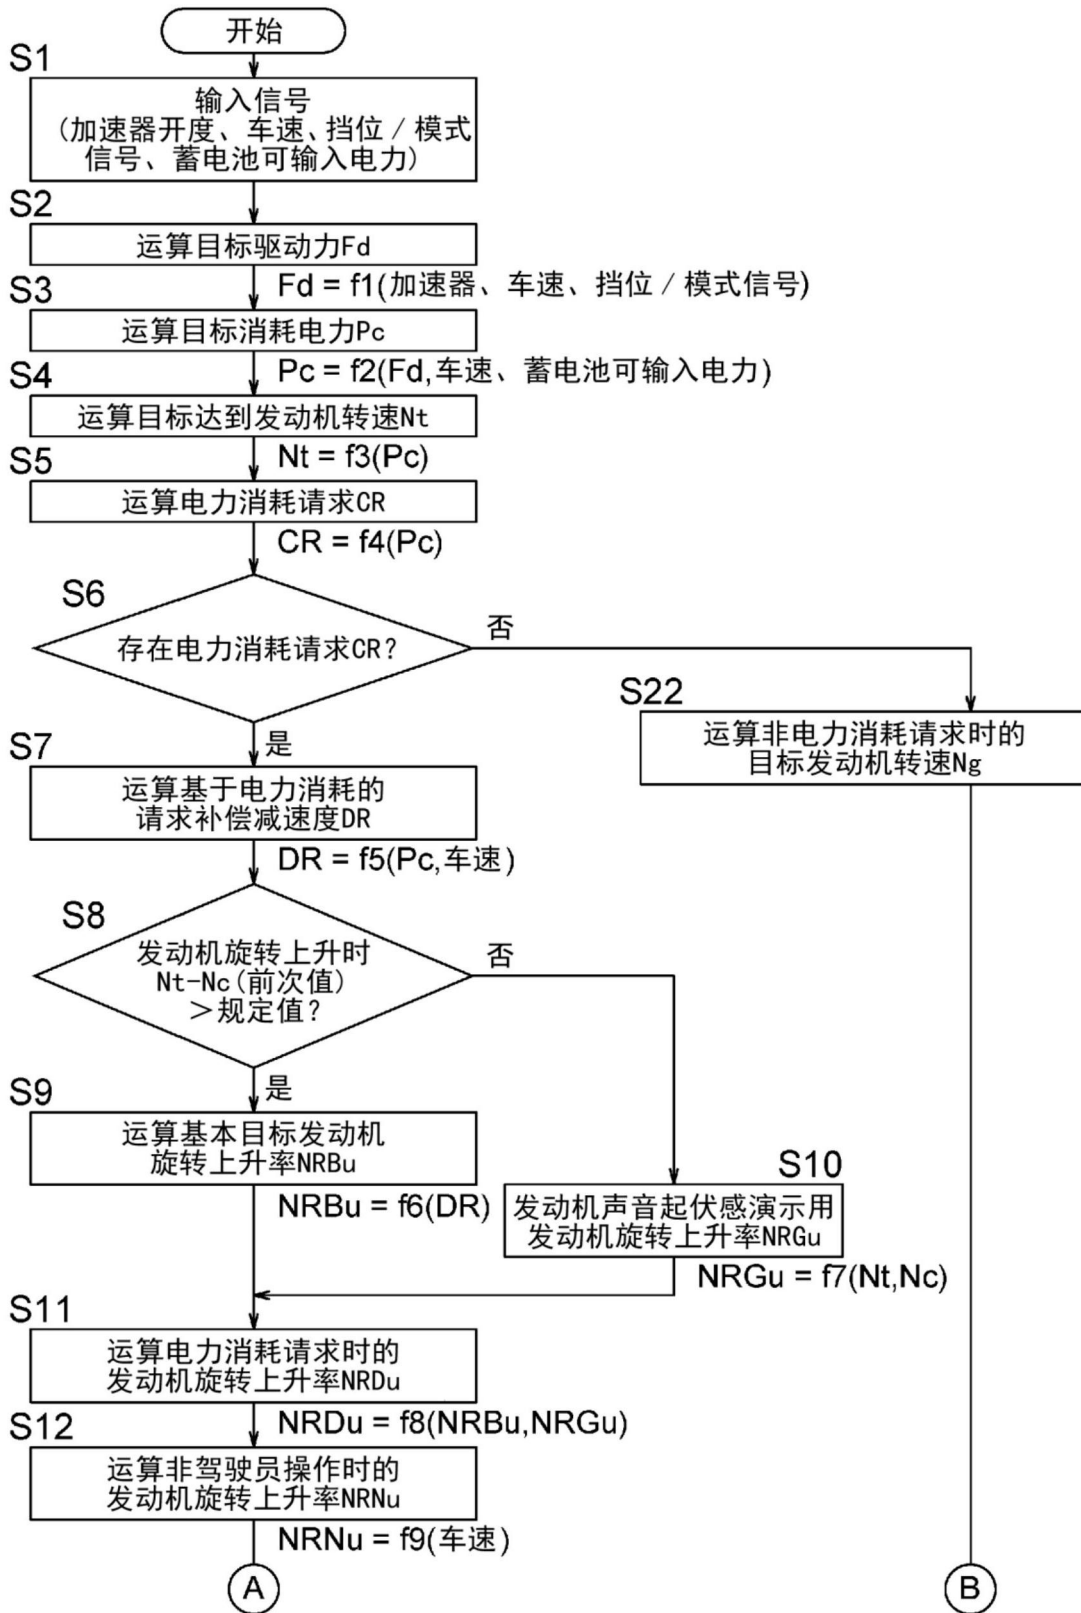 开始
S1
输入信号
(加速器开度、车速、挡位/模式
信号、蓄电池可输入电力)
S2
运算目标驱动力Fd
Fd = f1(加速器、车速、挡位/模式信号)
S3
运算目标消耗电力Pc
Pc = f2(Fd,车速、蓄电池可输入电力)
S4
运算目标达到发动机转速Nt
Nt = f3(Pc)
S5
运算电力消耗请求CR
CR = f4(Pc)
S6
存在电力消耗请求CR?
否
是
S22
运算非电力消耗请求时的
目标发动机转速Ng
S7
运算基于电力消耗的
请求补偿减速度DR
DR = f5(Pc,车速)
S8
发动机旋转上升时
Nt-Nc(前次值)
>规定值?
否
是
S9
运算基本目标发动机
旋转上升率NRBu
NRBu = f6(DR)
S10
发动机声音起伏感演示用
发动机旋转上升率NRGu
NRGu = f7(Nt,Nc)
S11
运算电力消耗请求时的
发动机旋转上升率NRDu
NRDu = f8(NRBu,NRGu)
S12
运算非驾驶员操作时的
发动机旋转上升率NRNu
NRNu = f9(车速)
A
B